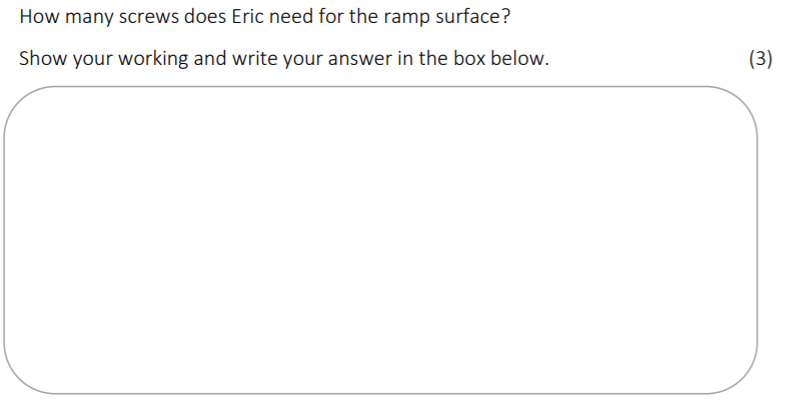 How many screws does Eric need for the ramp surface?
Show your working and write your answer in the box below. (3)